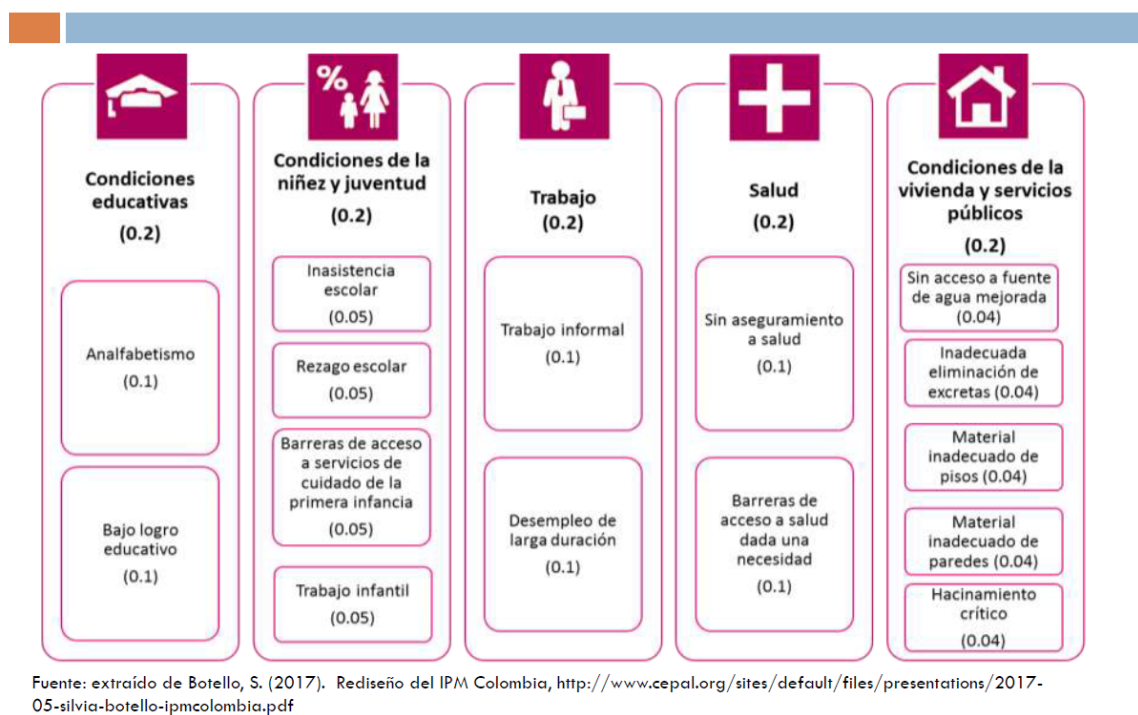 Condiciones
educativas
(0.2)
Analfabetismo
(0.1)
Bajo logro
educativo
(0.1)
%
Condiciones de la
niñez y juventud
(0.2)
Inasistencia
escolar
(0.05)
Rezago escolar
(0.05)
Barreras de acceso
a servicios de
cuidado de la
primera infancia
(0.05)
Trabajo infantil
(0.05)
Trabajo
(0.2)
Trabajo informal
(0.1)
Desempleo de
larga duración
(0.1)
Salud
(0.2)
Sin aseguramiento
a salud
(0.1)
Barreras de
acceso a salud
dada una
necesidad
(0.1)
Condiciones de la
vivienda y servicios
públicos
(0.2)
Sin acceso a fuente
de agua mejorada
(0.04)
Inadecuada
eliminación de
excretas (0.04)
Material
inadecuado de
pisos (0.04)
Material
inadecuado de
paredes (0.04)
Hacinamiento
crítico
(0.04)
Fuente: extraído de Botello, S. (2017). Rediseño del IPM Colombia, http://www.cepal.org/sites/default/files/presentations/2017-
05-silvia-botello-ipmcolombia.pdf